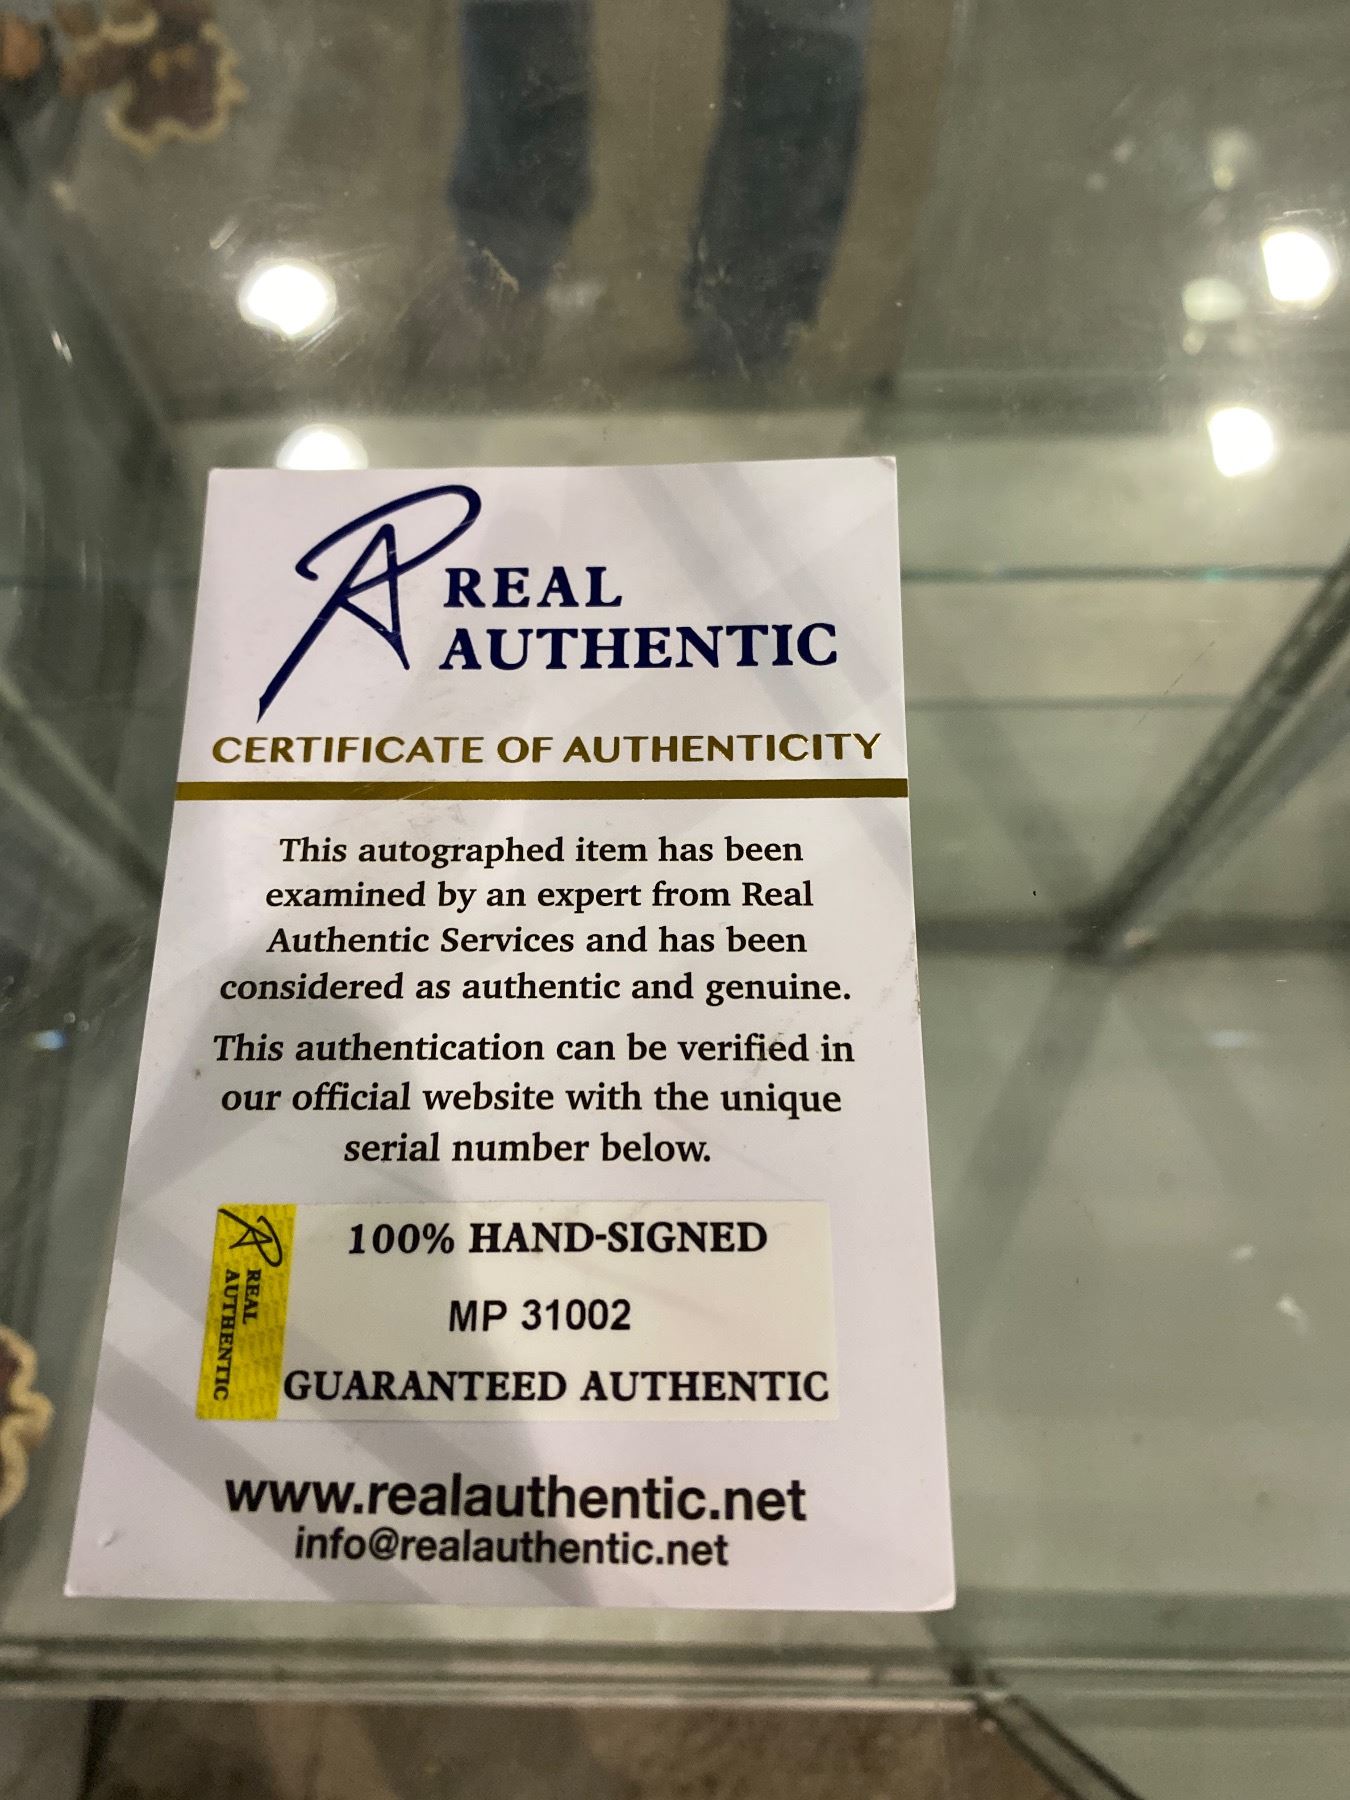 REAL
AUTHENTIC
CERTIFICATE OF AUTHENTICITY
This autographed item has been
examined by an expert from Real
Authentic Services and has been
considered as authentic and genuine.
This authentication can be verified in
our official website with the unique
serial number below.
REAL
AUTHENTIC
100% HAND-SIGNED
MP 31002
GUARANTEED AUTHENTIC
www.realauthentic.net
info@realauthentic.net